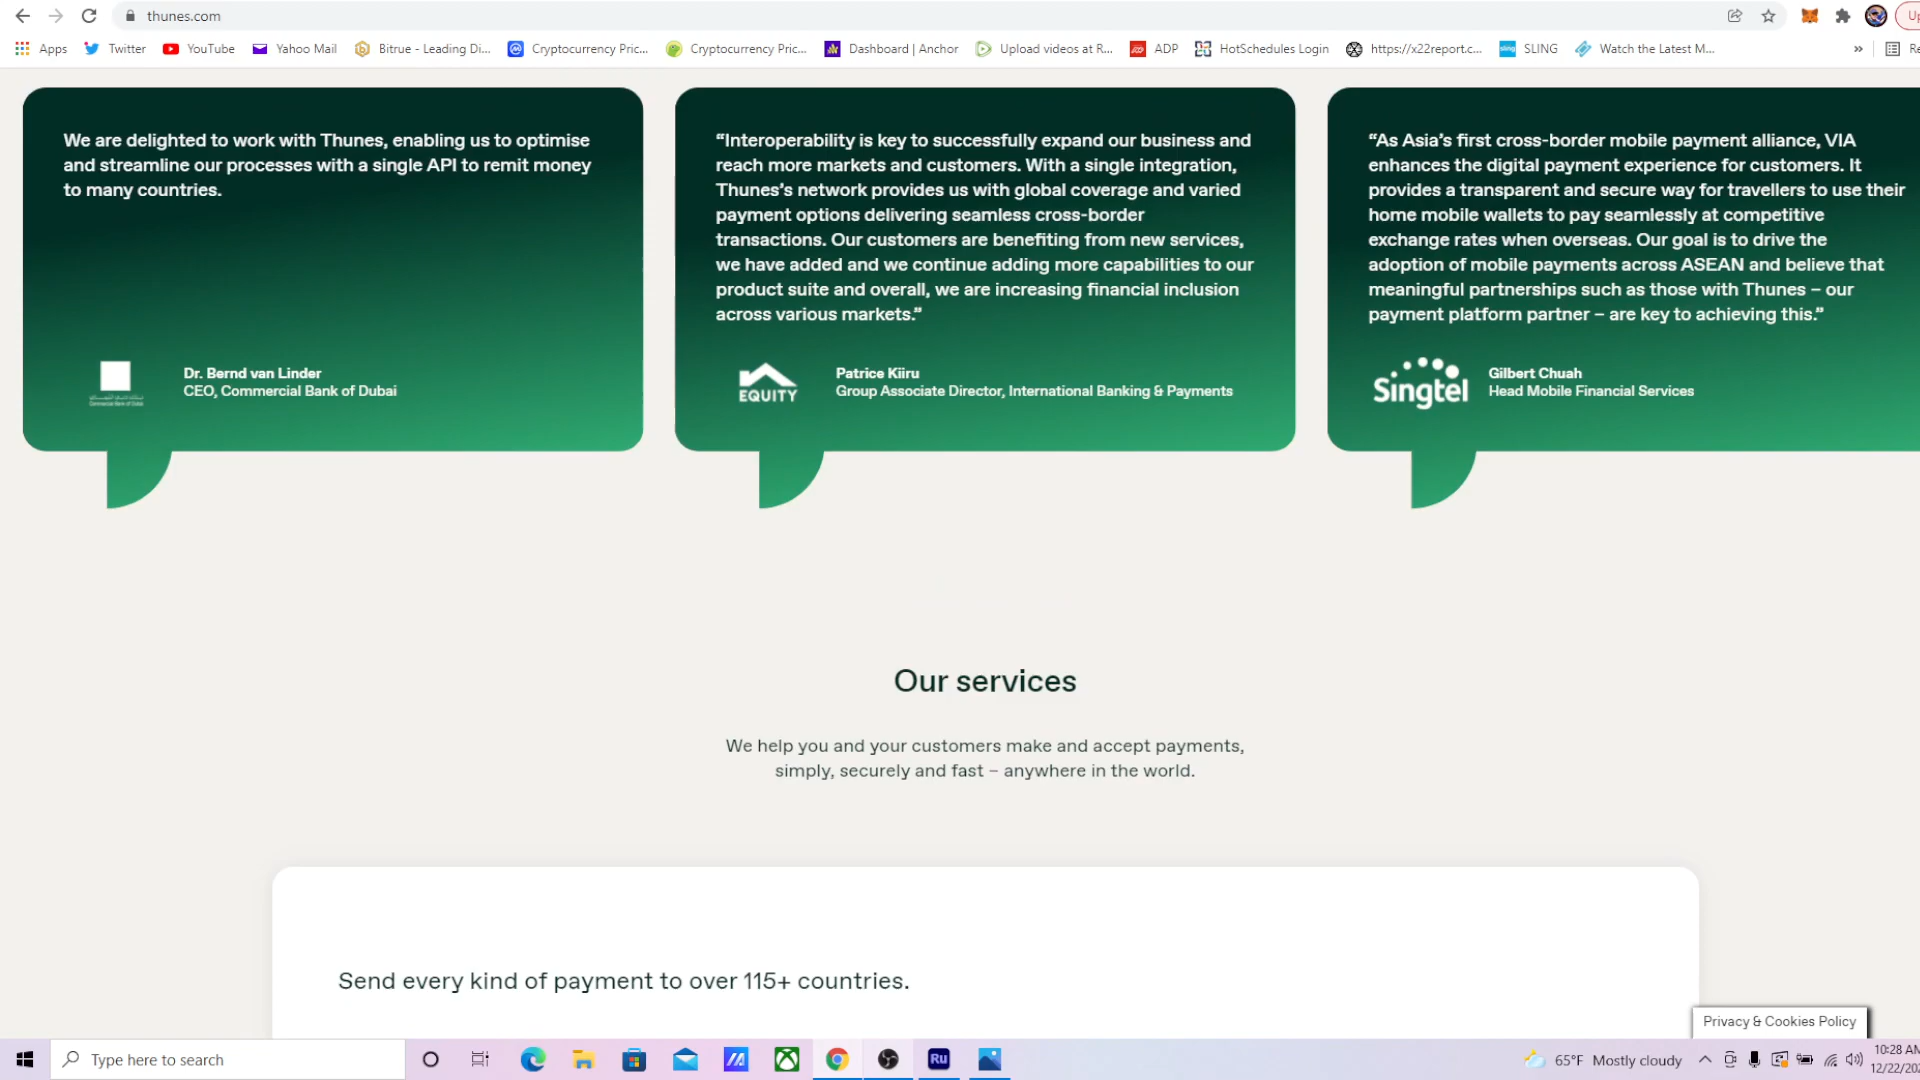 thunes.com
Up
Apps Twitter YouTube Yahoo Mail Bitrue - Leading Di... Cryptocurrency Pric... Cryptocurrency Pric... Dashboard | Anchor Upload videos at R... ADP HotSchedules Login https://x22report.c... SLING Watch the Latest M... » Re
We are delighted to work with Thunes, enabling us to optimise
and streamline our processes with a single API to remit money
to many countries.
Dr. Bernd van Linder
CEO, Commercial Bank of Dubai
“Interoperability is key to successfully expand our business and
reach more markets and customers. With a single integration,
Thunes’s network provides us with global coverage and varied
payment options delivering seamless cross-border
transactions. Our customers are benefiting from new services,
we have added and we continue adding more capabilities to our
product suite and overall, we are increasing financial inclusion
across various markets.”
EQUITY
Patrice Kiiru
Group Associate Director, International Banking & Payments
“As Asia’s first cross-border mobile payment alliance, VIA
enhances the digital payment experience for customers. It
provides a transparent and secure way for travellers to use their
home mobile wallets to pay seamlessly at competitive
exchange rates when overseas. Our goal is to drive the
adoption of mobile payments across ASEAN and believe that
meaningful partnerships such as those with Thunes – our
payment platform partner – are key to achieving this.”
Singtel
Gilbert Chuah
Head Mobile Financial Services
Our services
We help you and your customers make and accept payments,
simply, securely and fast – anywhere in the world.
Send every kind of payment to over 115+ countries.
Privacy & Cookies Policy
Type here to search
Ru
65°F Mostly cloudy
10:28 AM
12/22/202